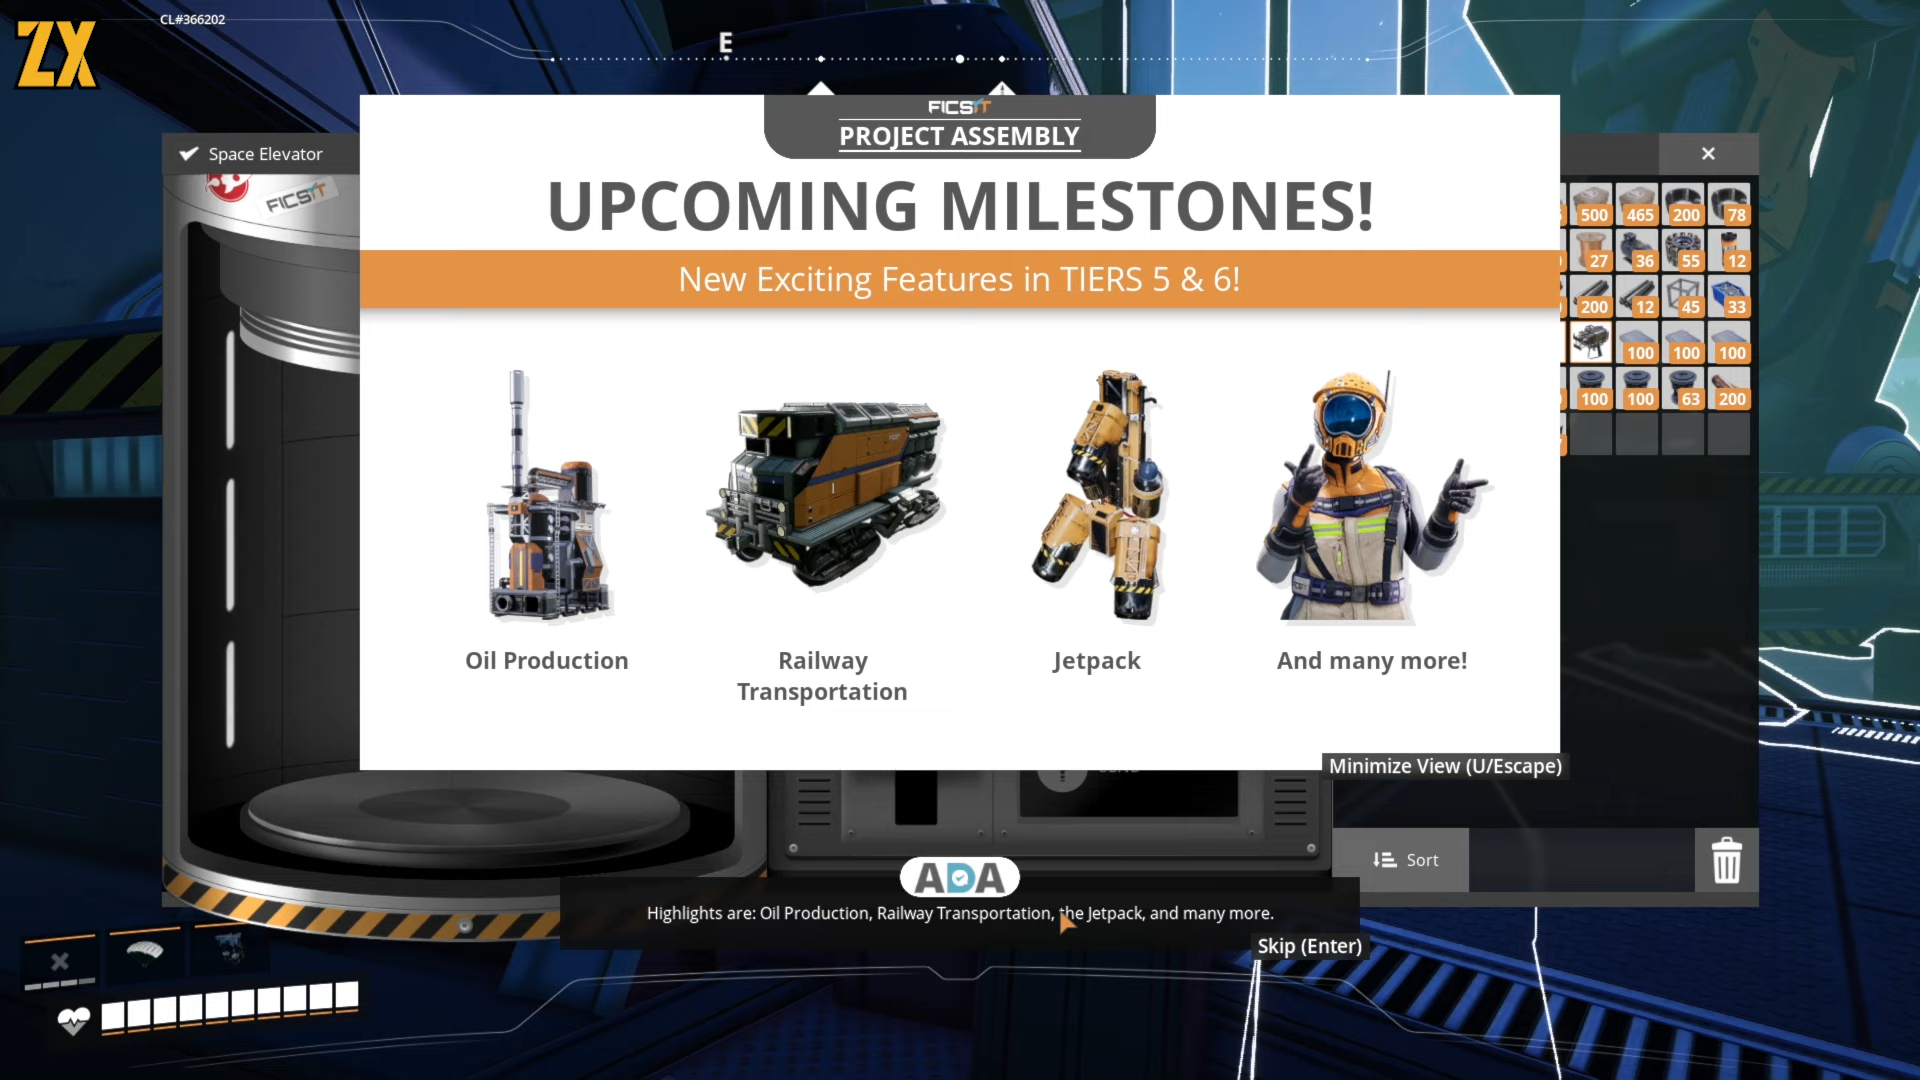 CL#366202
ZX
E
FICSIT
PROJECT ASSEMBLY
Space Elevator
FICSIT
UPCOMING MILESTONES!
New Exciting Features in TIERS 5 & 6!
500 465 200 78
27 36 55 12
200 12 45 33
100 100 100
100 100 63 200
Oil Production
Railway
Transportation
Jetpack
And many more!
Minimize View (U/Escape)
Sort
ADA
Highlights are: Oil Production, Railway Transportation, the Jetpack, and many more.
Skip (Enter)